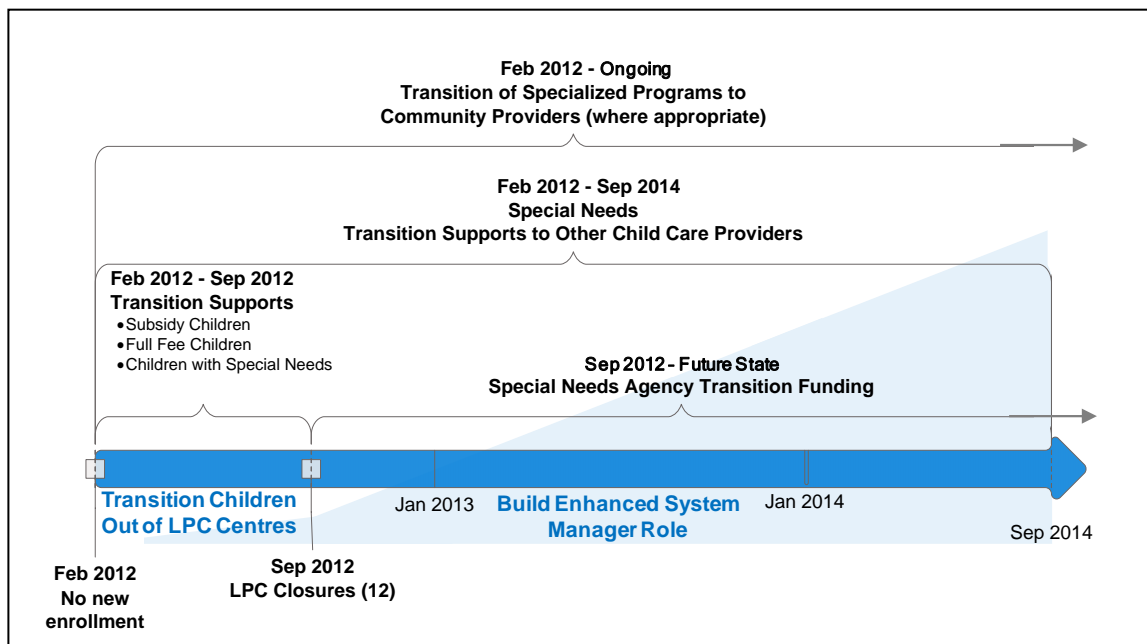 Feb 2012 - Ongoing
Transition of Specialized Programs to
Community Providers (where appropriate)
Feb 2012 - Sep 2014
Special Needs
Transition Supports to Other Child Care Providers
Feb 2012 - Sep 2012
Transition Supports
•Subsidy Children
•Full Fee Children
•Children with Special Needs
Sep 2012 - Future State
Special Needs Agency Transition Funding
Transition Children
Out of LPC Centres
Jan 2013
Build Enhanced System
Manager Role
Jan 2014
Sep 2014
Feb 2012
No new
enrollment
Sep 2012
LPC Closures (12)